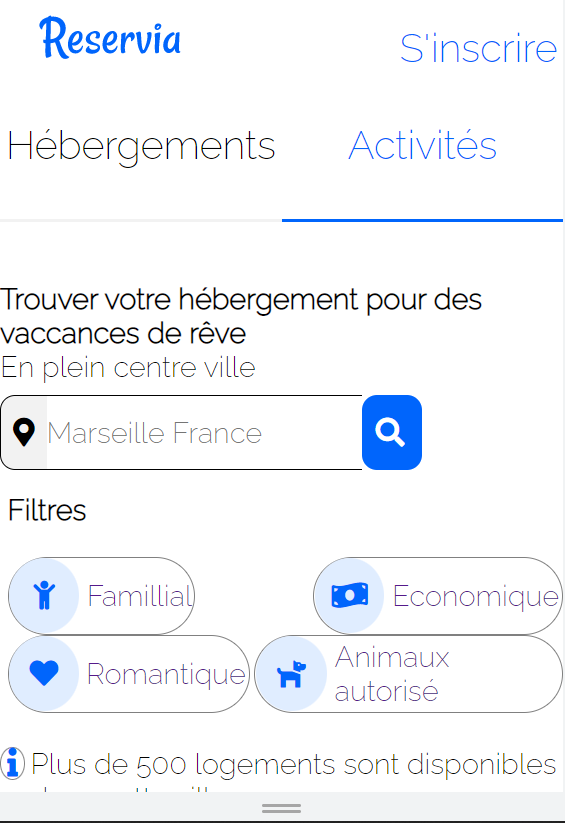 Reservia
S'inscrire
Hébergements
Activités
Trouver votre hébergement pour des
vaccances de rêve
En plein centre ville
Marseille France
Filtres
Famillial
Economique
Romantique
Animaux
autorisé
Plus de 500 logements sont disponibles